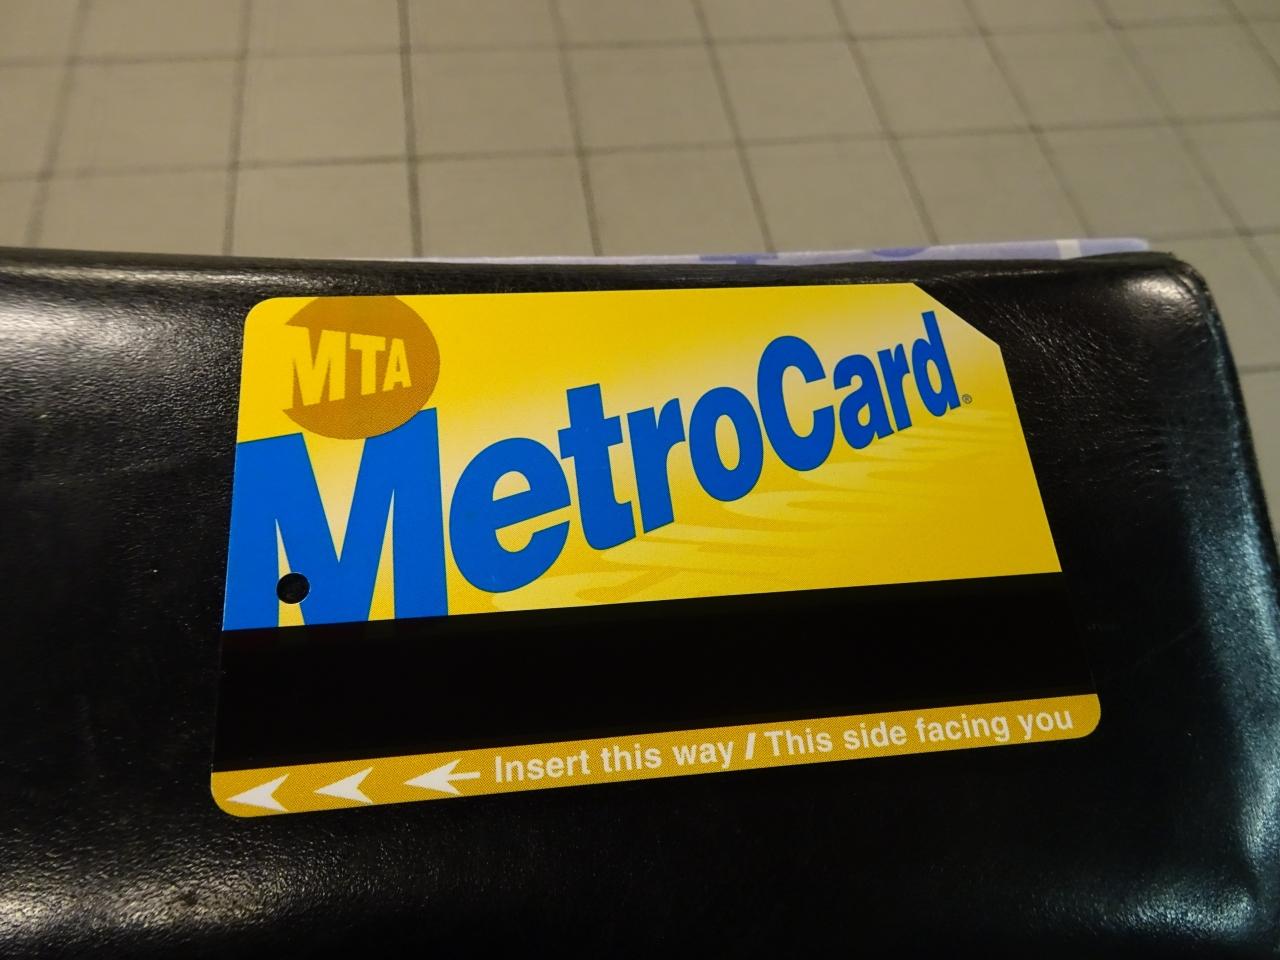 MTA
MetroCard®
Insert this way / This side facing you